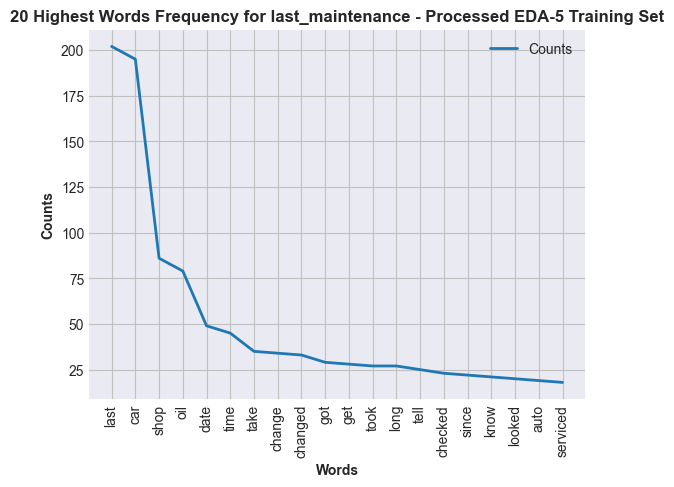 20 Highest Words Frequency for last_maintenance - Processed EDA-5 Training Set
Counts
200
175
150
125
100
75
50
25
Counts
last
car
shop
oil
date
time
take
change
changed
got
get
took
long
tell
checked
since
know
looked
auto
serviced
Words